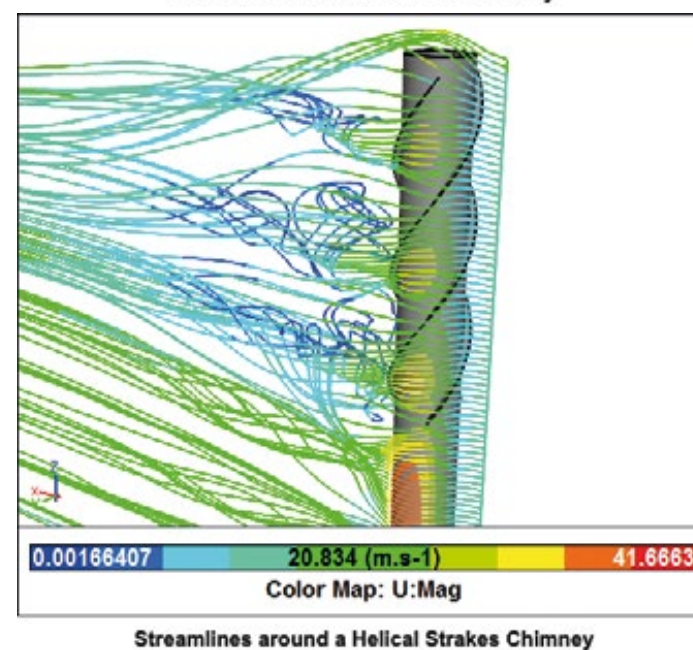 0.00166407 20.834 (m.s-1) 41.6663
Color Map: U:Mag
Streamlines around a Helical Strakes Chimney